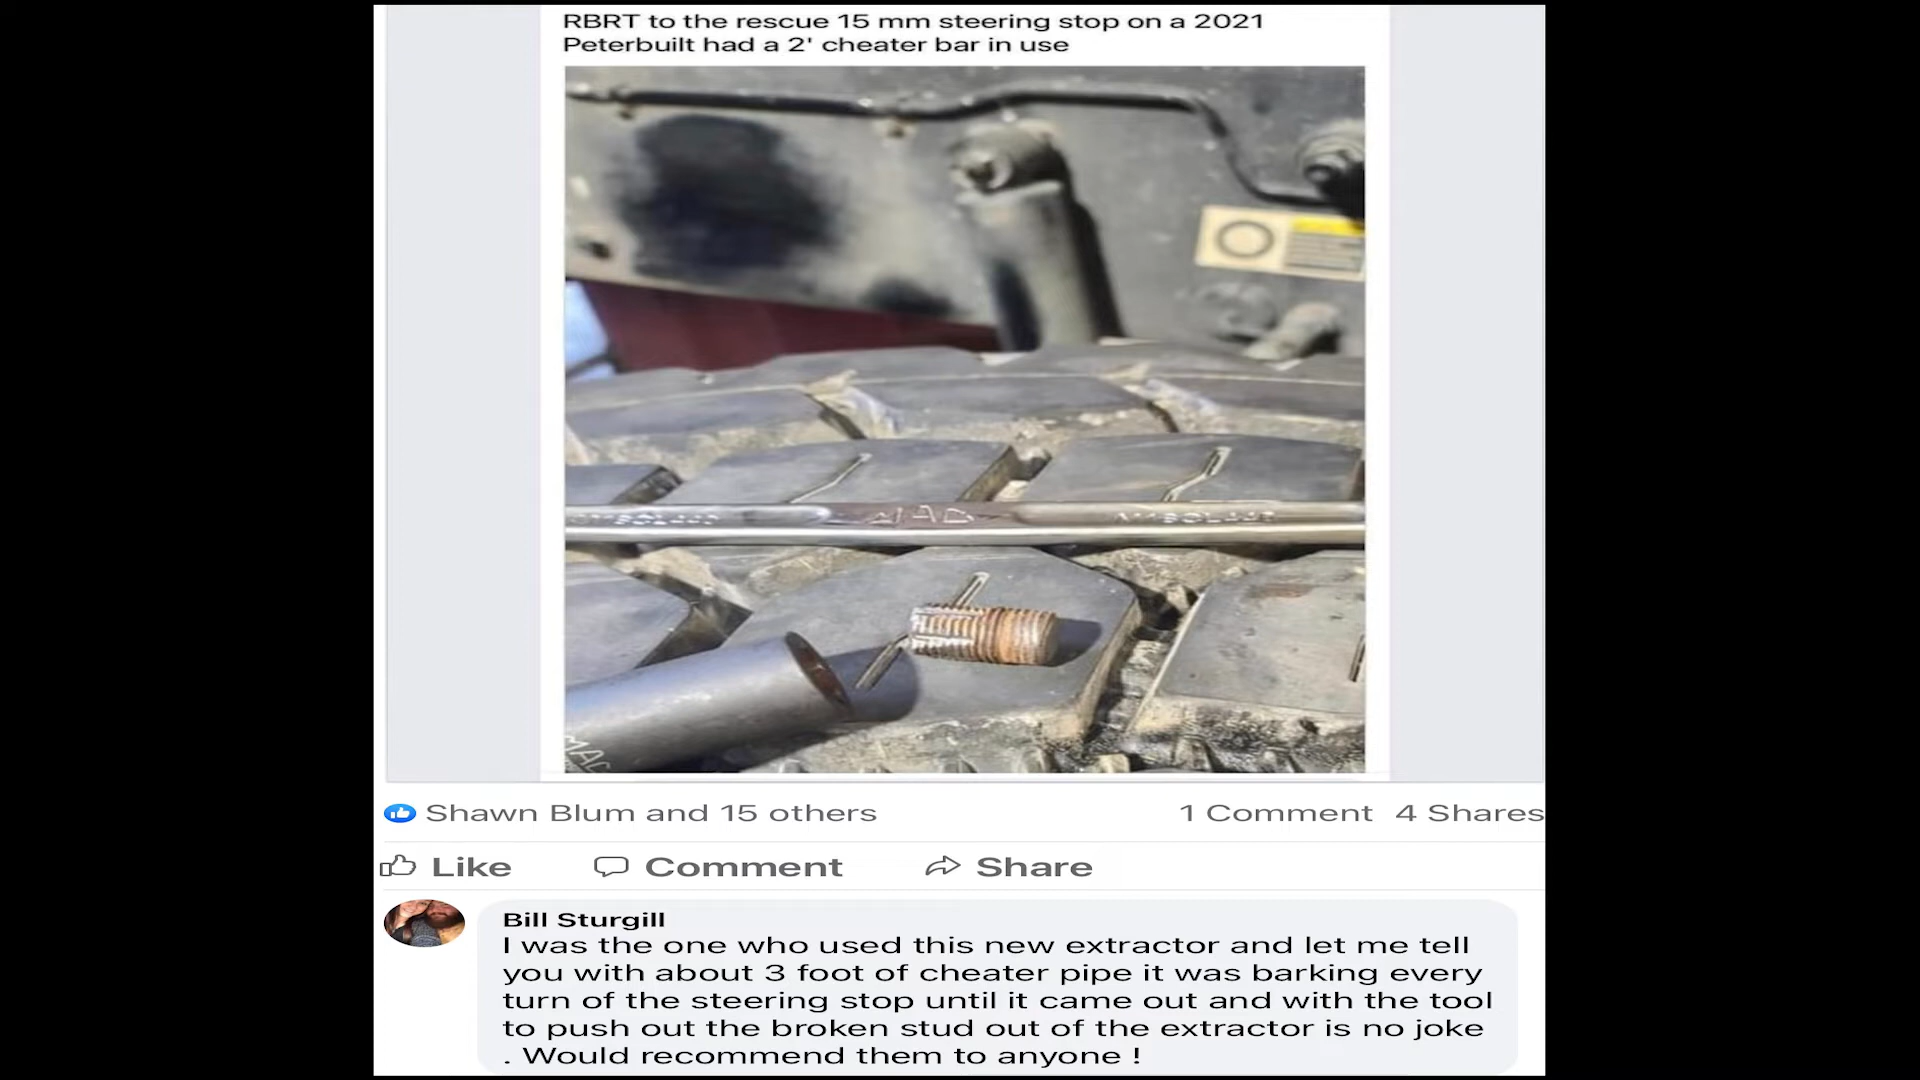 RBRT to the rescue 15 mm steering stop on a 2021
Peterbuilt had a 2' cheater bar in use
MAC
MAC
Shawn Blum and 15 others
1 Comment 4 Shares
Like Comment Share
Bill Sturgill
I was the one who used this new extractor and let me tell
you with about 3 foot of cheater pipe it was barking every
turn of the steering stop until it came out and with the tool
to push out the broken stud out of the extractor is no joke
. Would recommend them to anyone !